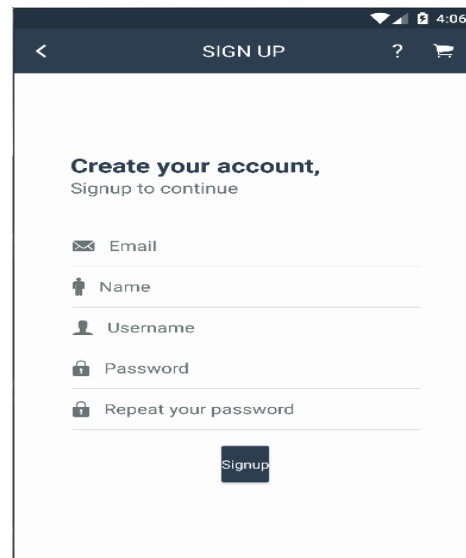 4:06
SIGN UP ?
Create your account,
Signup to continue
Email
Name
Username
Password
Repeat your password
Signup